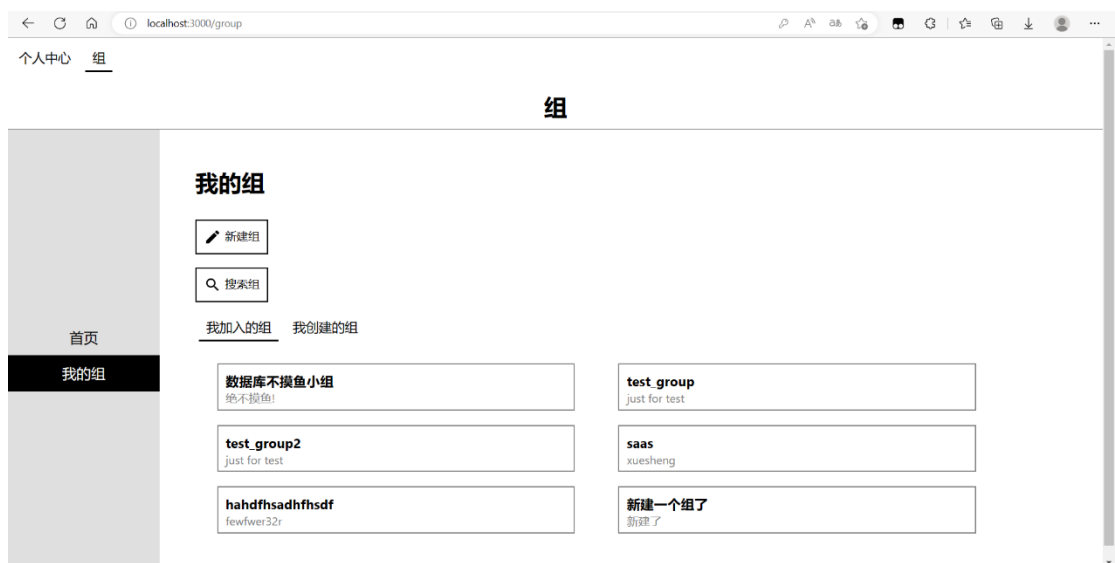 localhost:3000/group
个人中心 组
组
我的组
新建组
搜索组
我加入的组 我创建的组
首页
我的组
数据库不摸鱼小组
绝不摸鱼!
test_group
just for test
test_group2
just for test
saas
xuesheng
hahdfhsadhfhsdf
fewfwer32r
新建一个组了
新建了